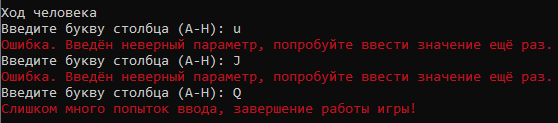 Ход человека
Введите букву столбца (A-H): u
Ошибка. Введён неверный параметр, попробуйте ввести значение ещё раз.
Введите букву столбца (A-H): J
Ошибка. Введён неверный параметр, попробуйте ввести значение ещё раз.
Введите букву столбца (A-H): Q
Слишком много попыток ввода, завершение работы игры!